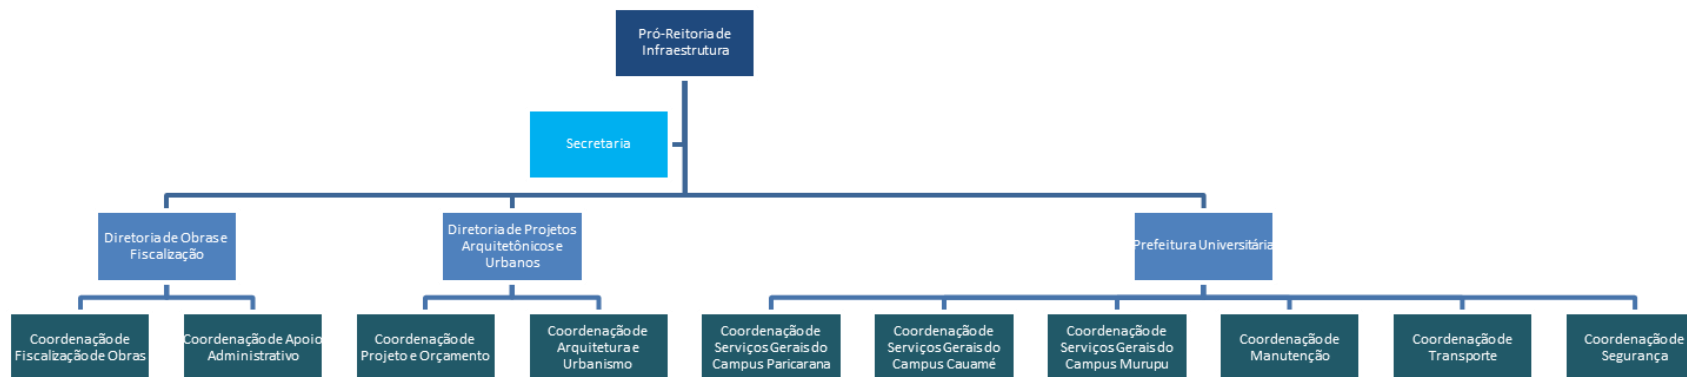 Pró-Reitoria de
Infraestrutura
Secretaria
Diretoria de Obras e
Fiscalização
Diretoria de Projetos
Arquitetônicos e
Urbanos
Prefeitura Universitária
Coordenação de
Fiscalização de Obras
Coordenação de Apoio
Administrativo
Coordenação de
Projeto e Orçamento
Coordenação de
Arquitetura e
Urbanismo
Coordenação de
Serviços Gerais do
Campus Paricarana
Coordenação de
Serviços Gerais do
Campus Cauamé
Coordenação de
Serviços Gerais do
Campus Murupu
Coordenação de
Manutenção
Coordenação de
Transporte
Coordenação de
Segurança